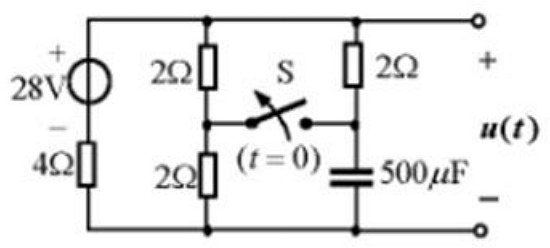 +
28V
−
4Ω
2Ω
2Ω
S
(t = 0)
2Ω
500μF
+
u(t)
−